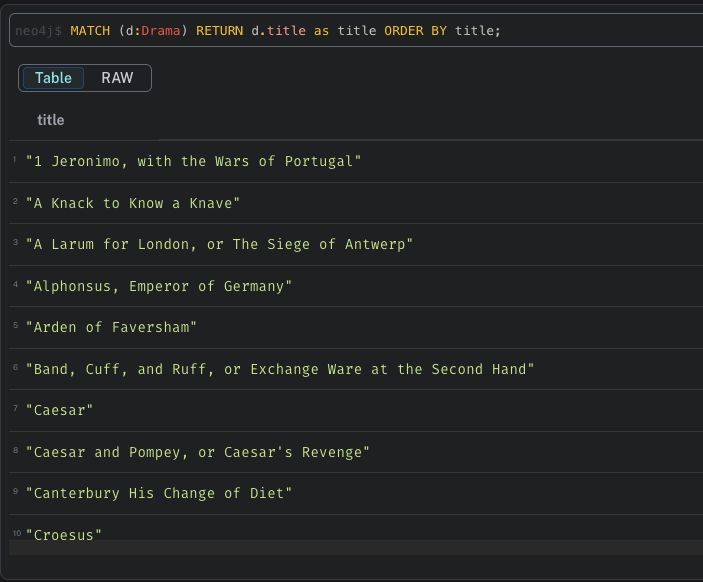 neo4j$ MATCH (d:Drama) RETURN d.title as title ORDER BY title;
Table RAW
title
1 "1 Jeronimo, with the Wars of Portugal"
2 "A Knack to Know a Knave"
3 "A Larum for London, or The Siege of Antwerp"
4 "Alphonsus, Emperor of Germany"
5 "Arden of Faversham"
6 "Band, Cuff, and Ruff, or Exchange Ware at the Second Hand"
7 "Caesar"
8 "Caesar and Pompey, or Caesar's Revenge"
9 "Canterbury His Change of Diet"
10 "Croesus"